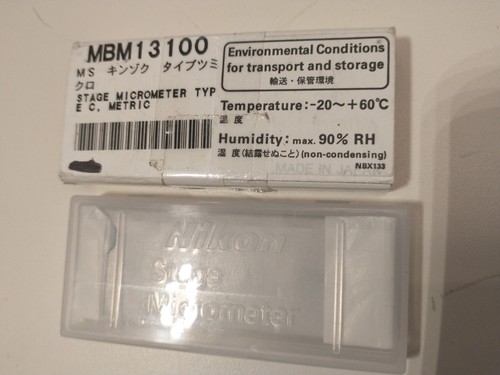 MBM13100
MS キンゾク タイプツミ
クロ
STAGE MICROMETER TYP
E C, METRIC
Environmental Conditions
for transport and storage
輸送・保管環境
Temperature:-20~+60℃
温度
Humidity: max. 90% RH
湿度(結露せぬこと)(non-condensing)
NBX133
MADE IN JAPAN
Nikon
Stage
Micrometer